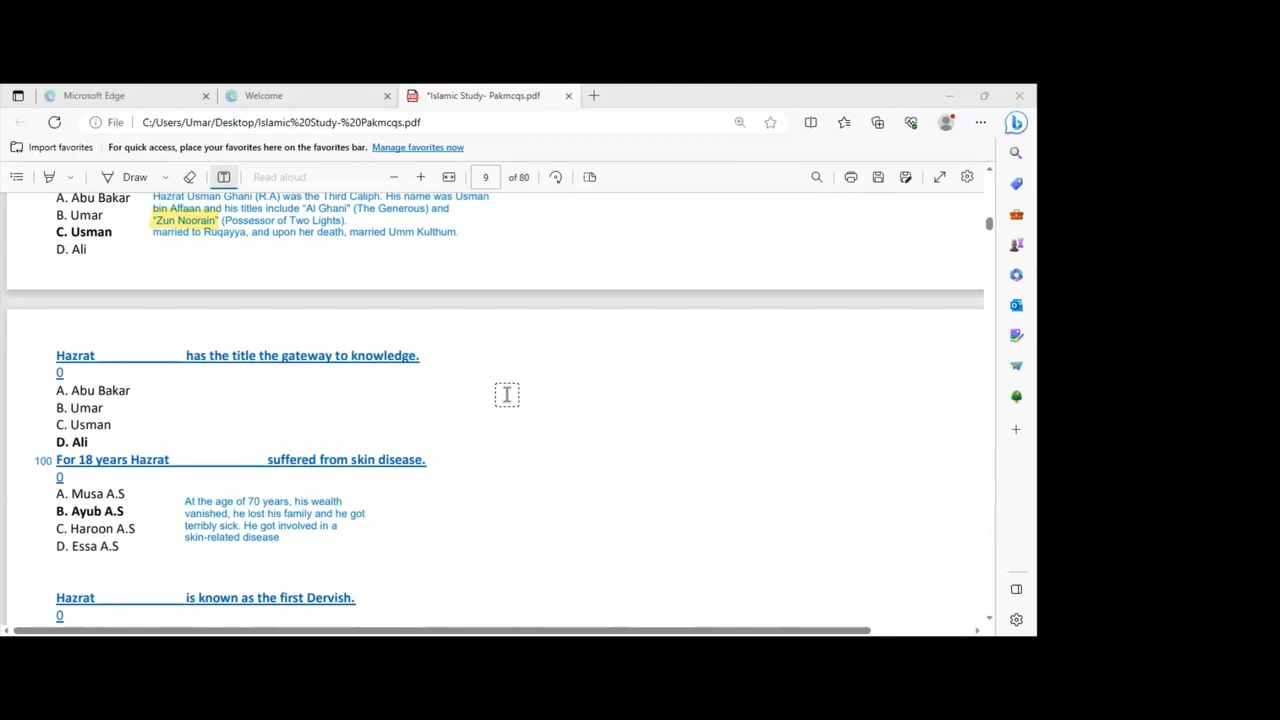 Microsoft Edge
Welcome
*Islamic Study- Pakmcqs.pdf
File
C:/Users/Umar/Desktop/Islamic%20Study-%20Pakmcqs.pdf
Import favorites
For quick access, place your favorites here on the favorites bar. Manage favorites now
Draw
Read aloud
9 of 80
A. Abu Bakar
B. Umar
C. Usman
D. Ali
Hazrat Usman Ghani (R.A) was the Third Caliph. His name was Usman
bin Affaan and his titles include “Al Ghani” (The Generous) and
“Zun Noorain” (Possessor of Two Lights).
married to Ruqayya, and upon her death, married Umm Kulthum.
Hazrat _____________ has the title the gateway to knowledge.
0
A. Abu Bakar
B. Umar
C. Usman
D. Ali
100 For 18 years Hazrat ______________ suffered from skin disease.
0
A. Musa A.S
B. Ayub A.S
C. Haroon A.S
D. Essa A.S
At the age of 70 years, his wealth
vanished, he lost his family and he got
terribly sick. He got involved in a
skin-related disease
Hazrat _____________ is known as the first Dervish.
0